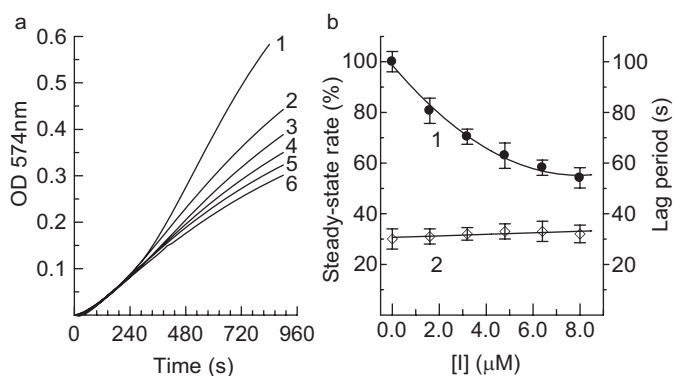 a
OD 574nm
0.6
0.5
0.4
0.3
0.2
0.1
0.0 240 480 720 960
Time (s)
1
2
3
4
5
6
b
Steady-state rate (%)
100
80
60
40
20
1
2
0.0 1.6 3.2 4.8 6.4 8.0
[I] (μM)
100
80
60
40
20
Lag period (s)